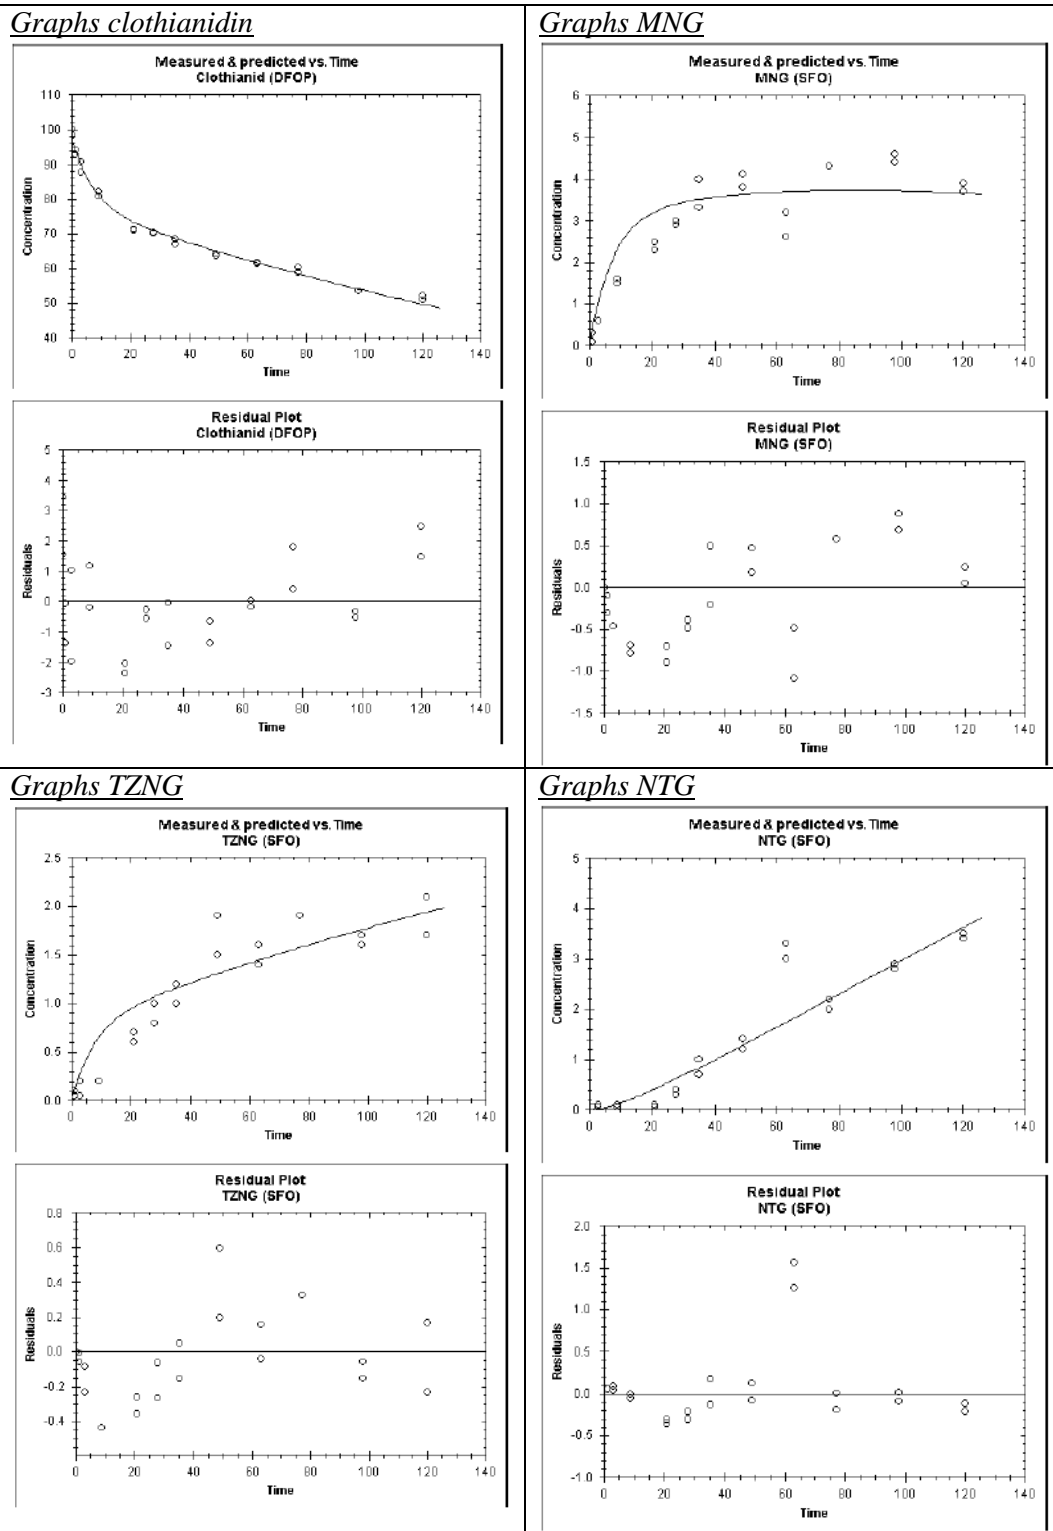 Graphs clothianidin
Measured & predicted vs. Time
Clothianid (DFOP)
Concentration
110
100
90
80
70
60
50
40
0 20 40 60 80 100 120 140
Time
Residual Plot
Clothianid (DFOP)
Residuals
5
4
3
2
1
0
-1
-2
-3
0 20 40 60 80 100 120 140
Time
Graphs MNG
Measured & predicted vs. Time
MNG (SFO)
Concentration
6
5
4
3
2
1
0
0 20 40 60 80 100 120 140
Time
Residual Plot
MNG (SFO)
Residuals
1.5
1.0
0.5
0.0
-0.5
-1.0
-1.5
0 20 40 60 80 100 120 140
Time
Graphs TZNG
Measured & predicted vs. Time
TZNG (SFO)
Concentration
2.5
2.0
1.5
1.0
0.5
0.0
0 20 40 60 80 100 120 140
Time
Residual Plot
TZNG (SFO)
Residuals
0.8
0.6
0.4
0.2
0.0
-0.2
-0.4
0 20 40 60 80 100 120 140
Time
Graphs NTG
Measured & predicted vs. Time
NTG (SFO)
Concentration
5
4
3
2
1
0
0 20 40 60 80 100 120 140
Time
Residual Plot
NTG (SFO)
Residuals
2.0
1.5
1.0
0.5
0.0
-0.5
-1.0
0 20 40 60 80 100 120 140
Time